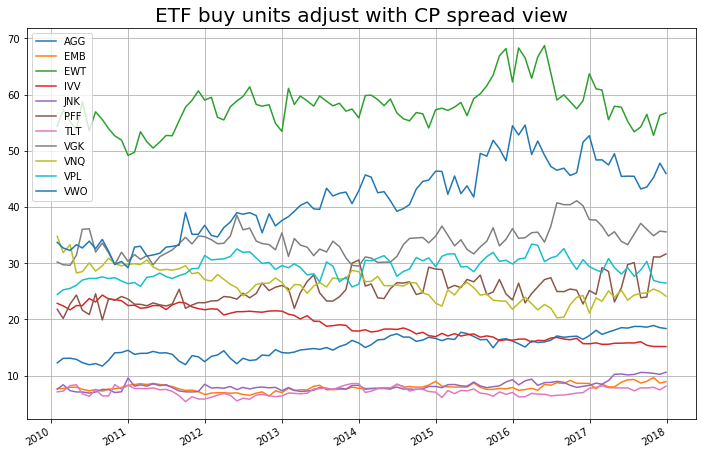 ETF buy units adjust with CP spread view
70
60
50
40
30
20
10
AGG
EMB
EWT
IVV
JNK
PFF
TLT
VGK
VNQ
VPL
VWO
2010
2011
2012
2013
2014
2015
2016
2017
2018